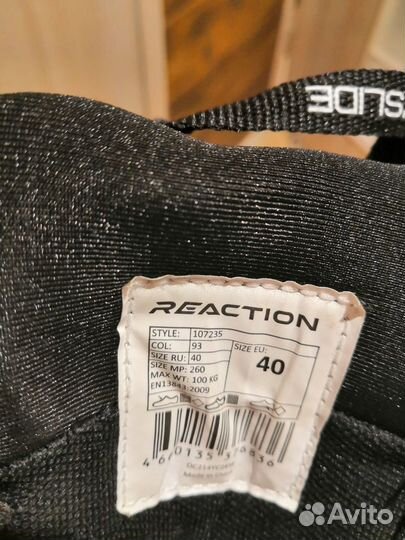 SLIDE
REACTION
STYLE: 107235
COL: 93
SIZE RU: 40
SIZE MP: 260
MAX WT: 100 KG
EN13843:2009
SIZE EU:
40
Made in
Avito